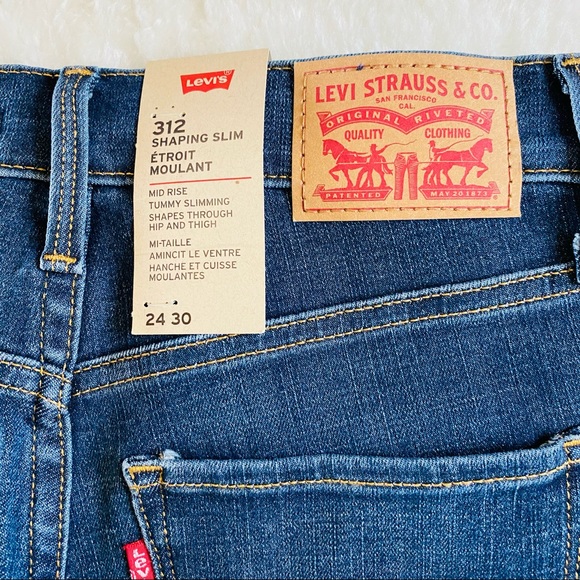 Levi's
312
SHAPING SLIM
ÉTROIT
MOULANT
MID RISE
TUMMY SLIMMING
SHAPES THROUGH
HIP AND THIGH
MI-TAILLE
AMINCIT LE VENTRE
HANCHE ET CUISSE
MOULANTES
24 30
LEVI STRAUSS & CO.
SAN FRANCISCO
CAL.
ORIGINAL RIVETED
QUALITY CLOTHING
PATENTED MAY 20 1873
LEVI'S